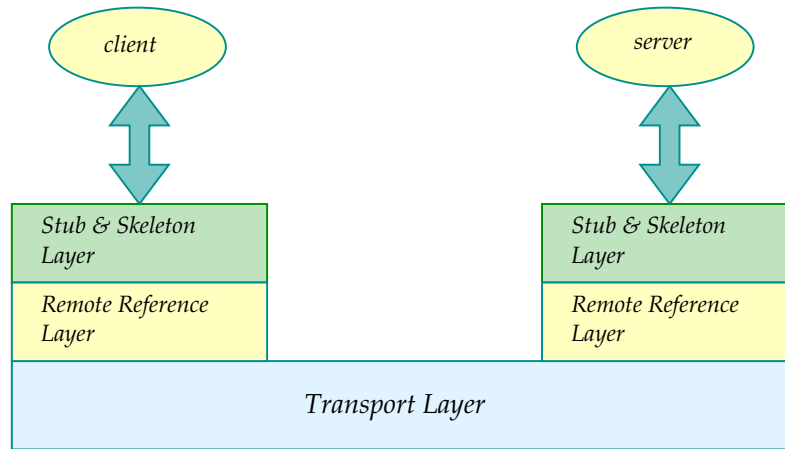 client
server
Stub & Skeleton
Layer
Stub & Skeleton
Layer
Remote Reference
Layer
Remote Reference
Layer
Transport Layer